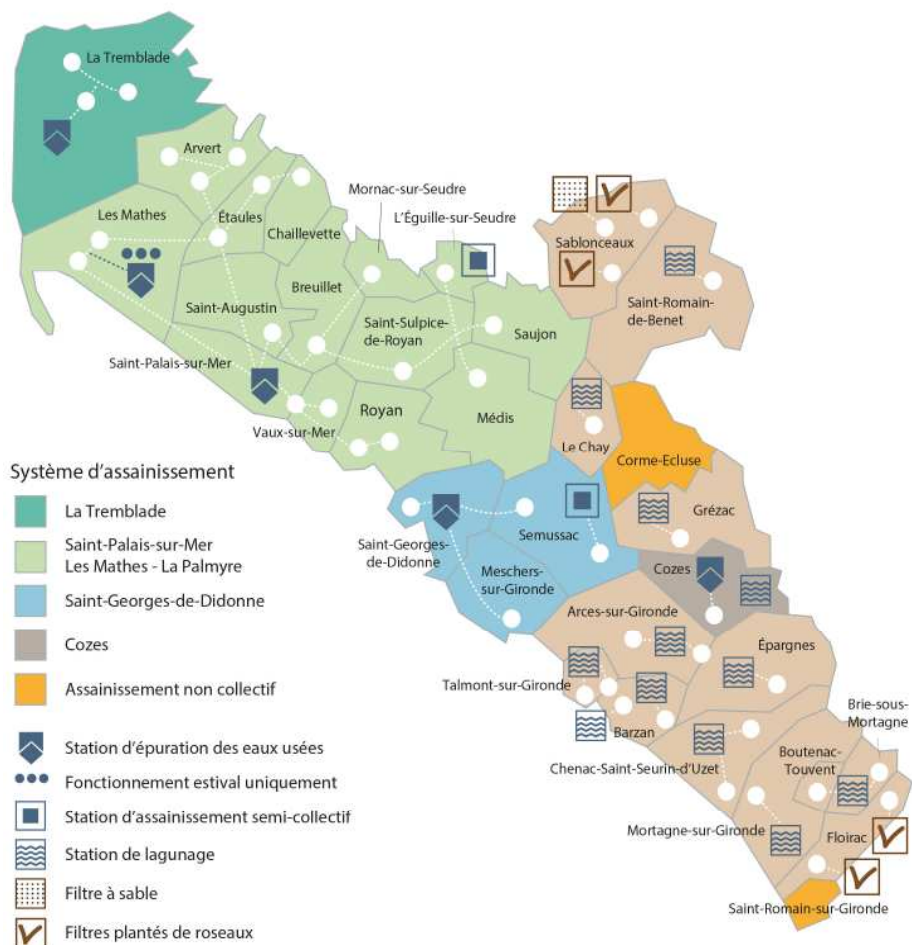 La Tremblade
Arvert
Mornac-sur-Seudre
Les Mathes
Étaules
L'Éguille-sur-Seudre
Chaillevette
Sablonceaux
Breuillet
Saint-Augustin
Saint-Sulpice-
de-Royan
Saujon
Saint-Romain-
de-Benet
Saint-Palais-sur-Mer
Royan
Médis
Vaux-sur-Mer
Le Chay
Corme-Ecluse
Grézac
Saint-Georges-
de-Didonne
Semussac
Cozes
Meschers-
sur-Gironde
Arces-sur-Gironde
Épargnes
Talmont-sur-Gironde
Barzan
Brie-sous-
Mortagne
Chenac-Saint-Seurin-d'Uzet
Boutenac-
Touvent
Mortagne-sur-Gironde
Floirac
Saint-Romain-sur-Gironde
Système d'assainissement
La Tremblade
Saint-Palais-sur-Mer
Les Mathes - La Palmyre
Saint-Georges-de-Didonne
Cozes
Assainissement non collectif
Station d'épuration des eaux usées
Fonctionnement estival uniquement
Station d'assainissement semi-collectif
Station de lagunage
Filtre à sable
Filtres plantés de roseaux